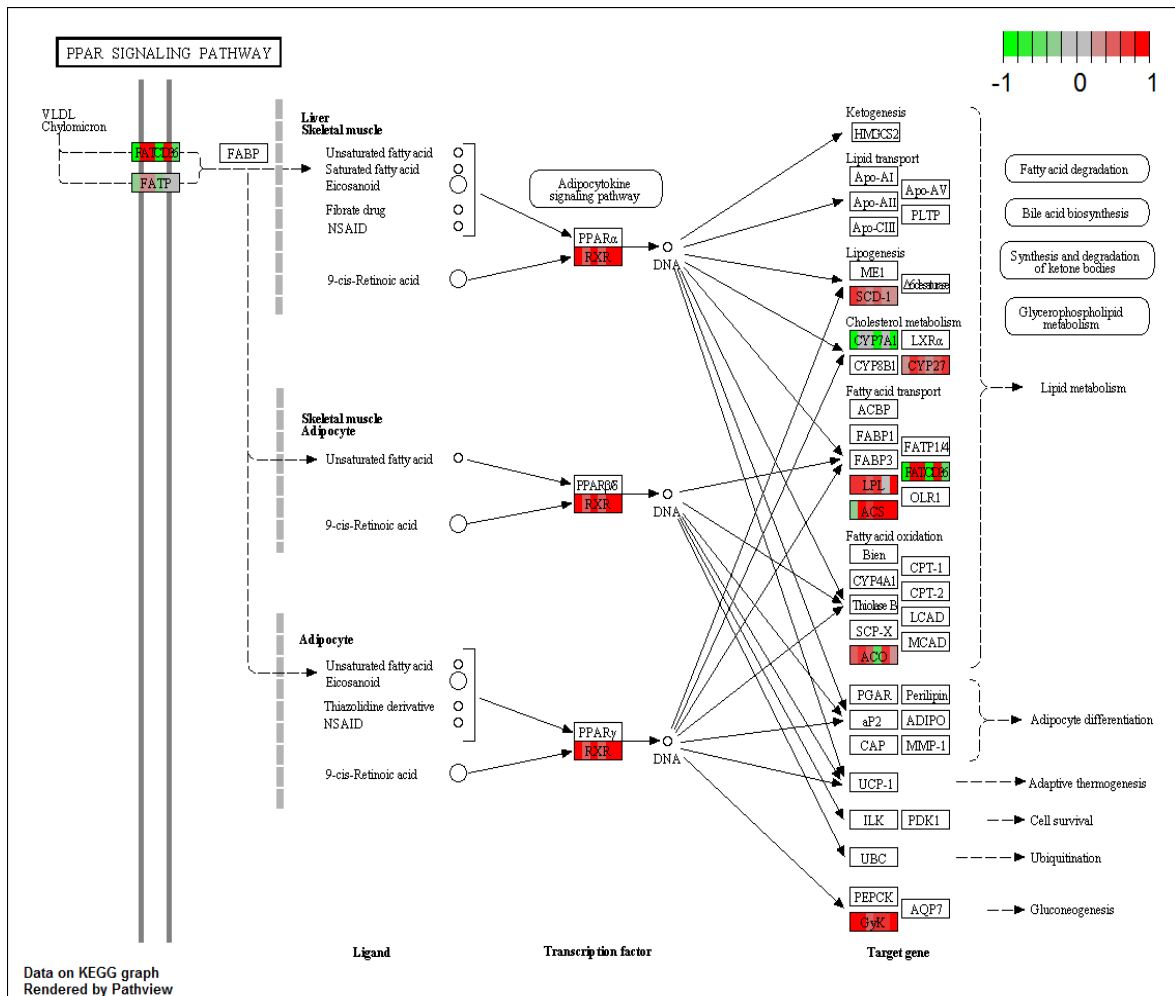 PPAR SIGNALING PATHWAY
-1 0 1
VLDL
Chylomicron
FAT/CD36
FATP
FABP
Liver
Skeletal muscle
Unsaturated fatty acid
Saturated fatty acid
Eicosanoid
Fibrate drug
NSAID
9-cis-Retinoic acid
Adipocytokine
signaling pathway
PPARα
RXR
DNA
Skeletal muscle
Adipocyte
Unsaturated fatty acid
9-cis-Retinoic acid
PPARβδ
RXR
DNA
Adipocyte
Unsaturated fatty acid
Eicosanoid
Thiazolidine derivative
NSAID
9-cis-Retinoic acid
PPARγ
RXR
DNA
Ketogenesis
HMGCS2
Lipid transport
Apo-AI
Apo-AV
Apo-AII
PLTP
Apo-CIII
Lipogenesis
ME1
Δ6desaturase
SCD-1
Cholesterol metabolism
CYP7A1
LXRα
CYP8B1
CYP27
Fatty acid transport
ACBP
FABP1
FATP1/4
FABP3
FAT/CD36
LPL
OLR1
ACS
Fatty acid oxidation
Bien
CPT-1
CYP4A1
CPT-2
Thiolase B
LCAD
SCP-X
MCAD
ACO
PGAR
Perilipin
aP2
ADIPO
CAP
MMP-1
UCP-1
ILK
PDK1
UBC
PEPCK
AQP7
GyK
Fatty acid degradation
Bile acid biosynthesis
Synthesis and degradation
of ketone bodies
Glycerophospholipid
metabolism
Lipid metabolism
Adipocyte differentiation
Adaptive thermogenesis
Cell survival
Ubiquitination
Gluconeogenesis
Ligand
Transcription factor
Target gene
Data on KEGG graph
Rendered by Pathview